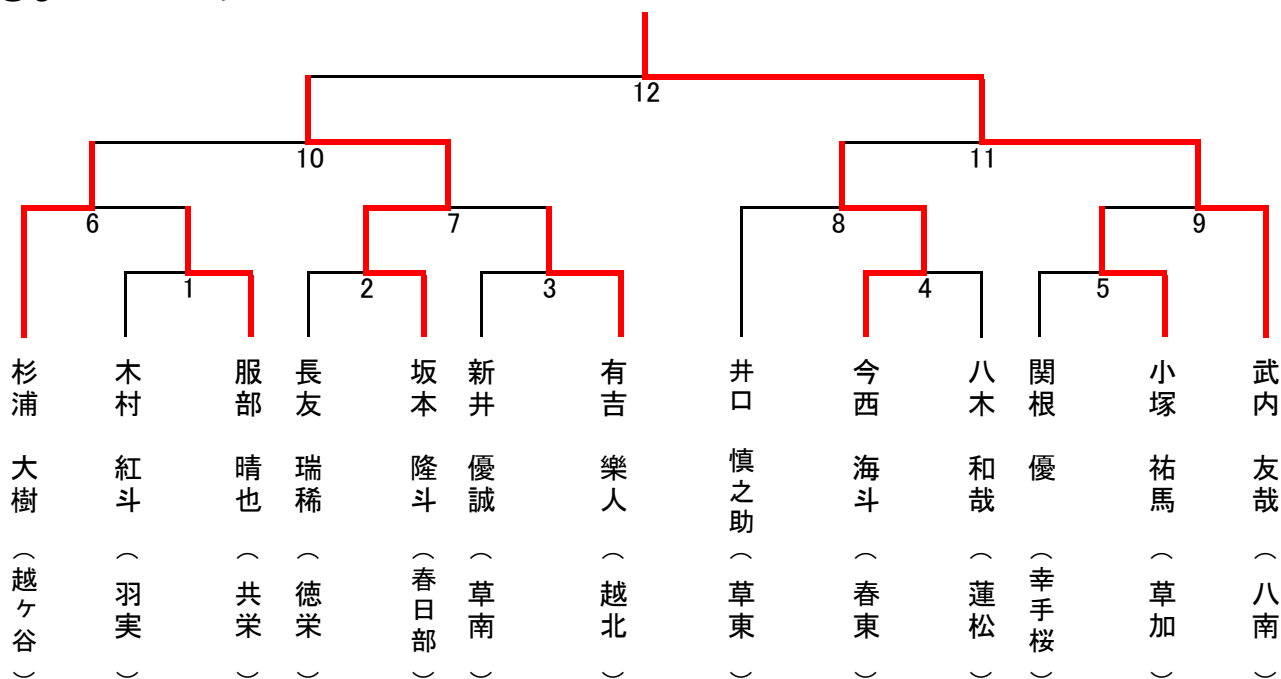 12
10
11
6
7
8
9
1
2
3
4
5
杉浦 大樹 （越ヶ谷）
木村 紅斗 （羽実）
服部 晴也 （共栄）
長友 瑞稀 （徳栄）
坂本 隆斗 （春日部）
新井 優誠 （草南）
有吉 樂人 （越北）
井口 慎之助 （草東）
今西 海斗 （春東）
八木 和哉 （蓮松）
関根 優 （幸手桜）
小塚 祐馬 （草加）
武内 友哉 （八南）